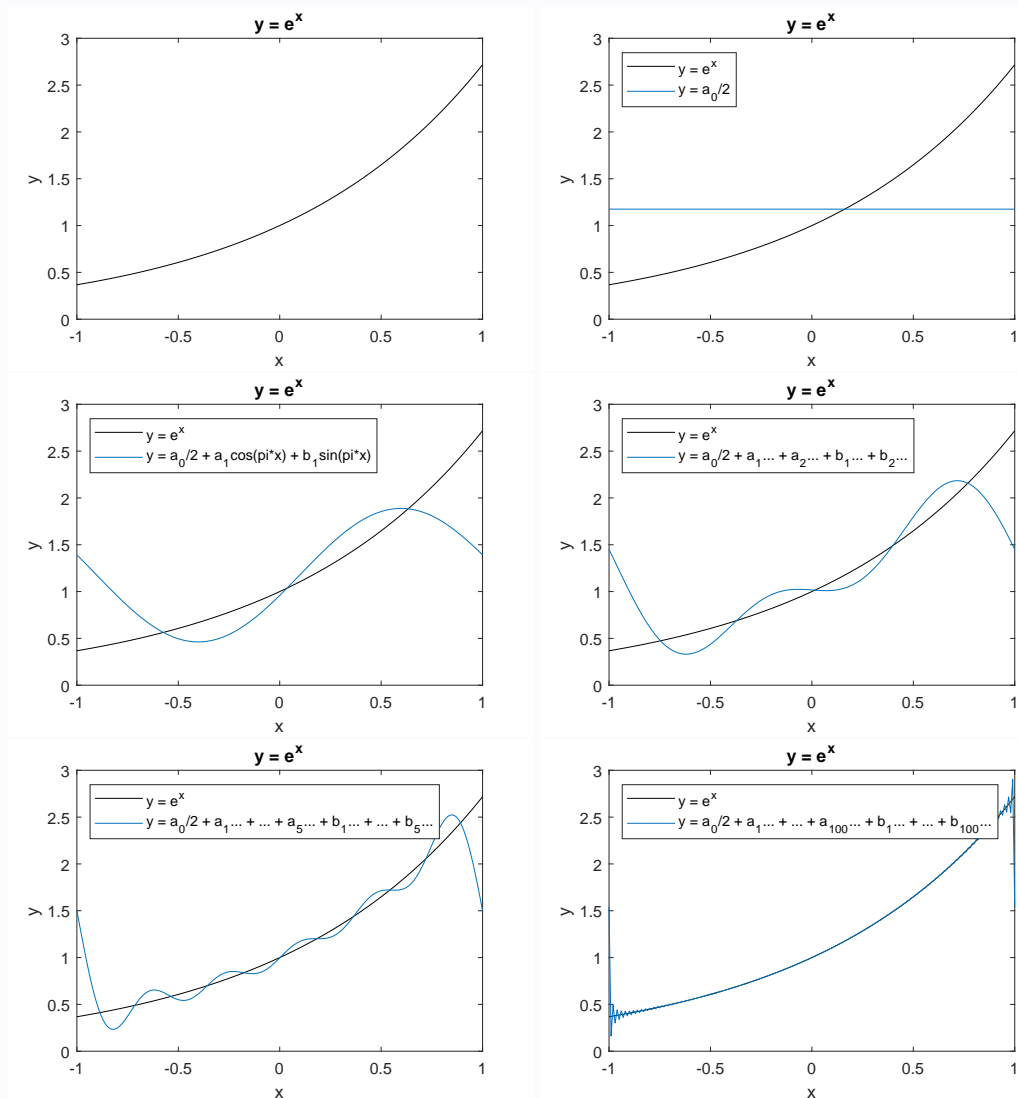 y = e^x
3
2.5
2
1.5
1
0.5
0
y
-1 -0.5 0 0.5 1
x
y = e^x
y = e^x
y = a_0/2
3
2.5
2
1.5
1
0.5
0
y
-1 -0.5 0 0.5 1
x
y = e^x
y = e^x
y = a_0/2 + a_1cos(pi*x) + b_1sin(pi*x)
3
2.5
2
1.5
1
0.5
0
y
-1 -0.5 0 0.5 1
x
y = e^x
y = e^x
y = a_0/2 + a_1... + a_2... + b_1... + b_2...
3
2.5
2
1.5
1
0.5
0
y
-1 -0.5 0 0.5 1
x
y = e^x
y = e^x
y = a_0/2 + a_1... + ... + a_5... + b_1... + ... + b_5...
3
2.5
2
1.5
1
0.5
0
y
-1 -0.5 0 0.5 1
x
y = e^x
y = e^x
y = a_0/2 + a_1... + ... + a_100... + b_1... + ... + b_100...
3
2.5
2
1.5
1
0.5
0
y
-1 -0.5 0 0.5 1
x